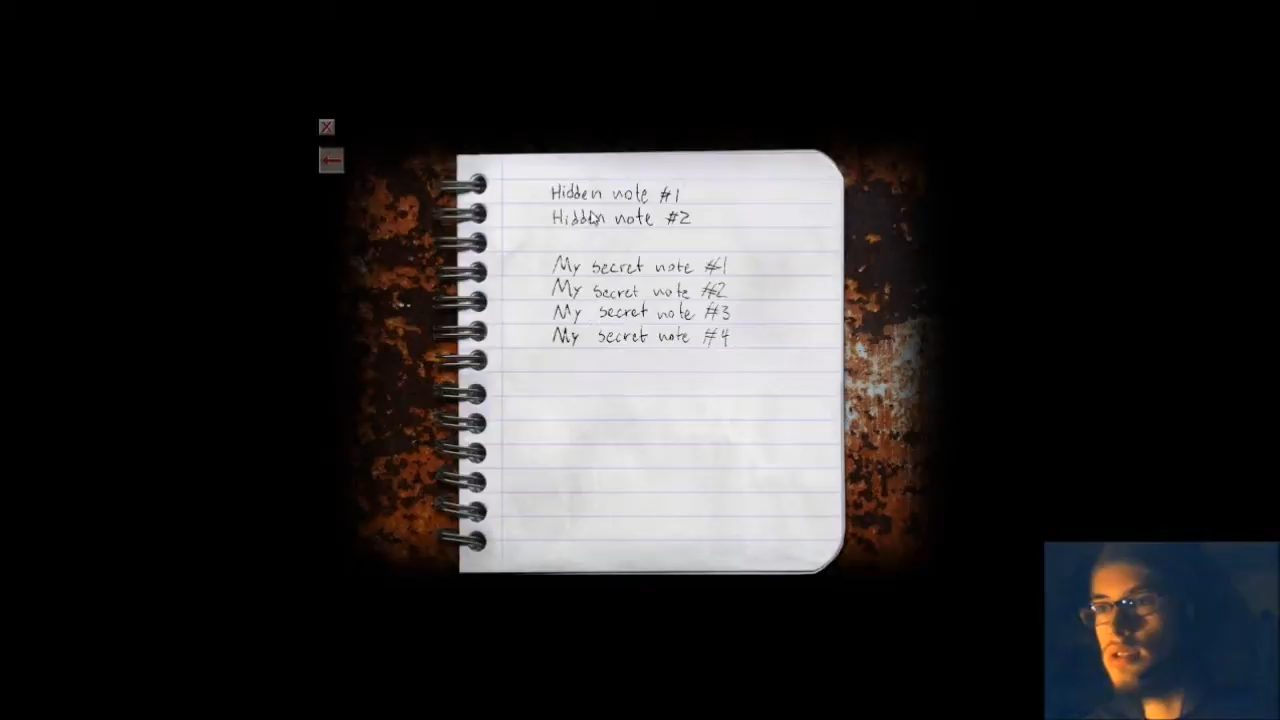 Hidden note #1
Hidden note #2
My secret note #1
My secret note #2
My secret note #3
My secret note #4